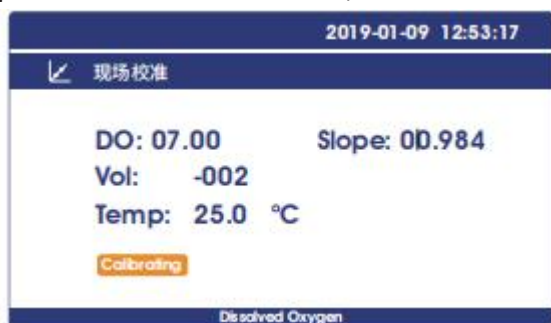 2019-01-09 12:53:17
现场校准
DO: 07.00 Slope: 00.984
Vol: -002
Temp: 25.0 ℃
Calibrating
Dissolved Oxygen